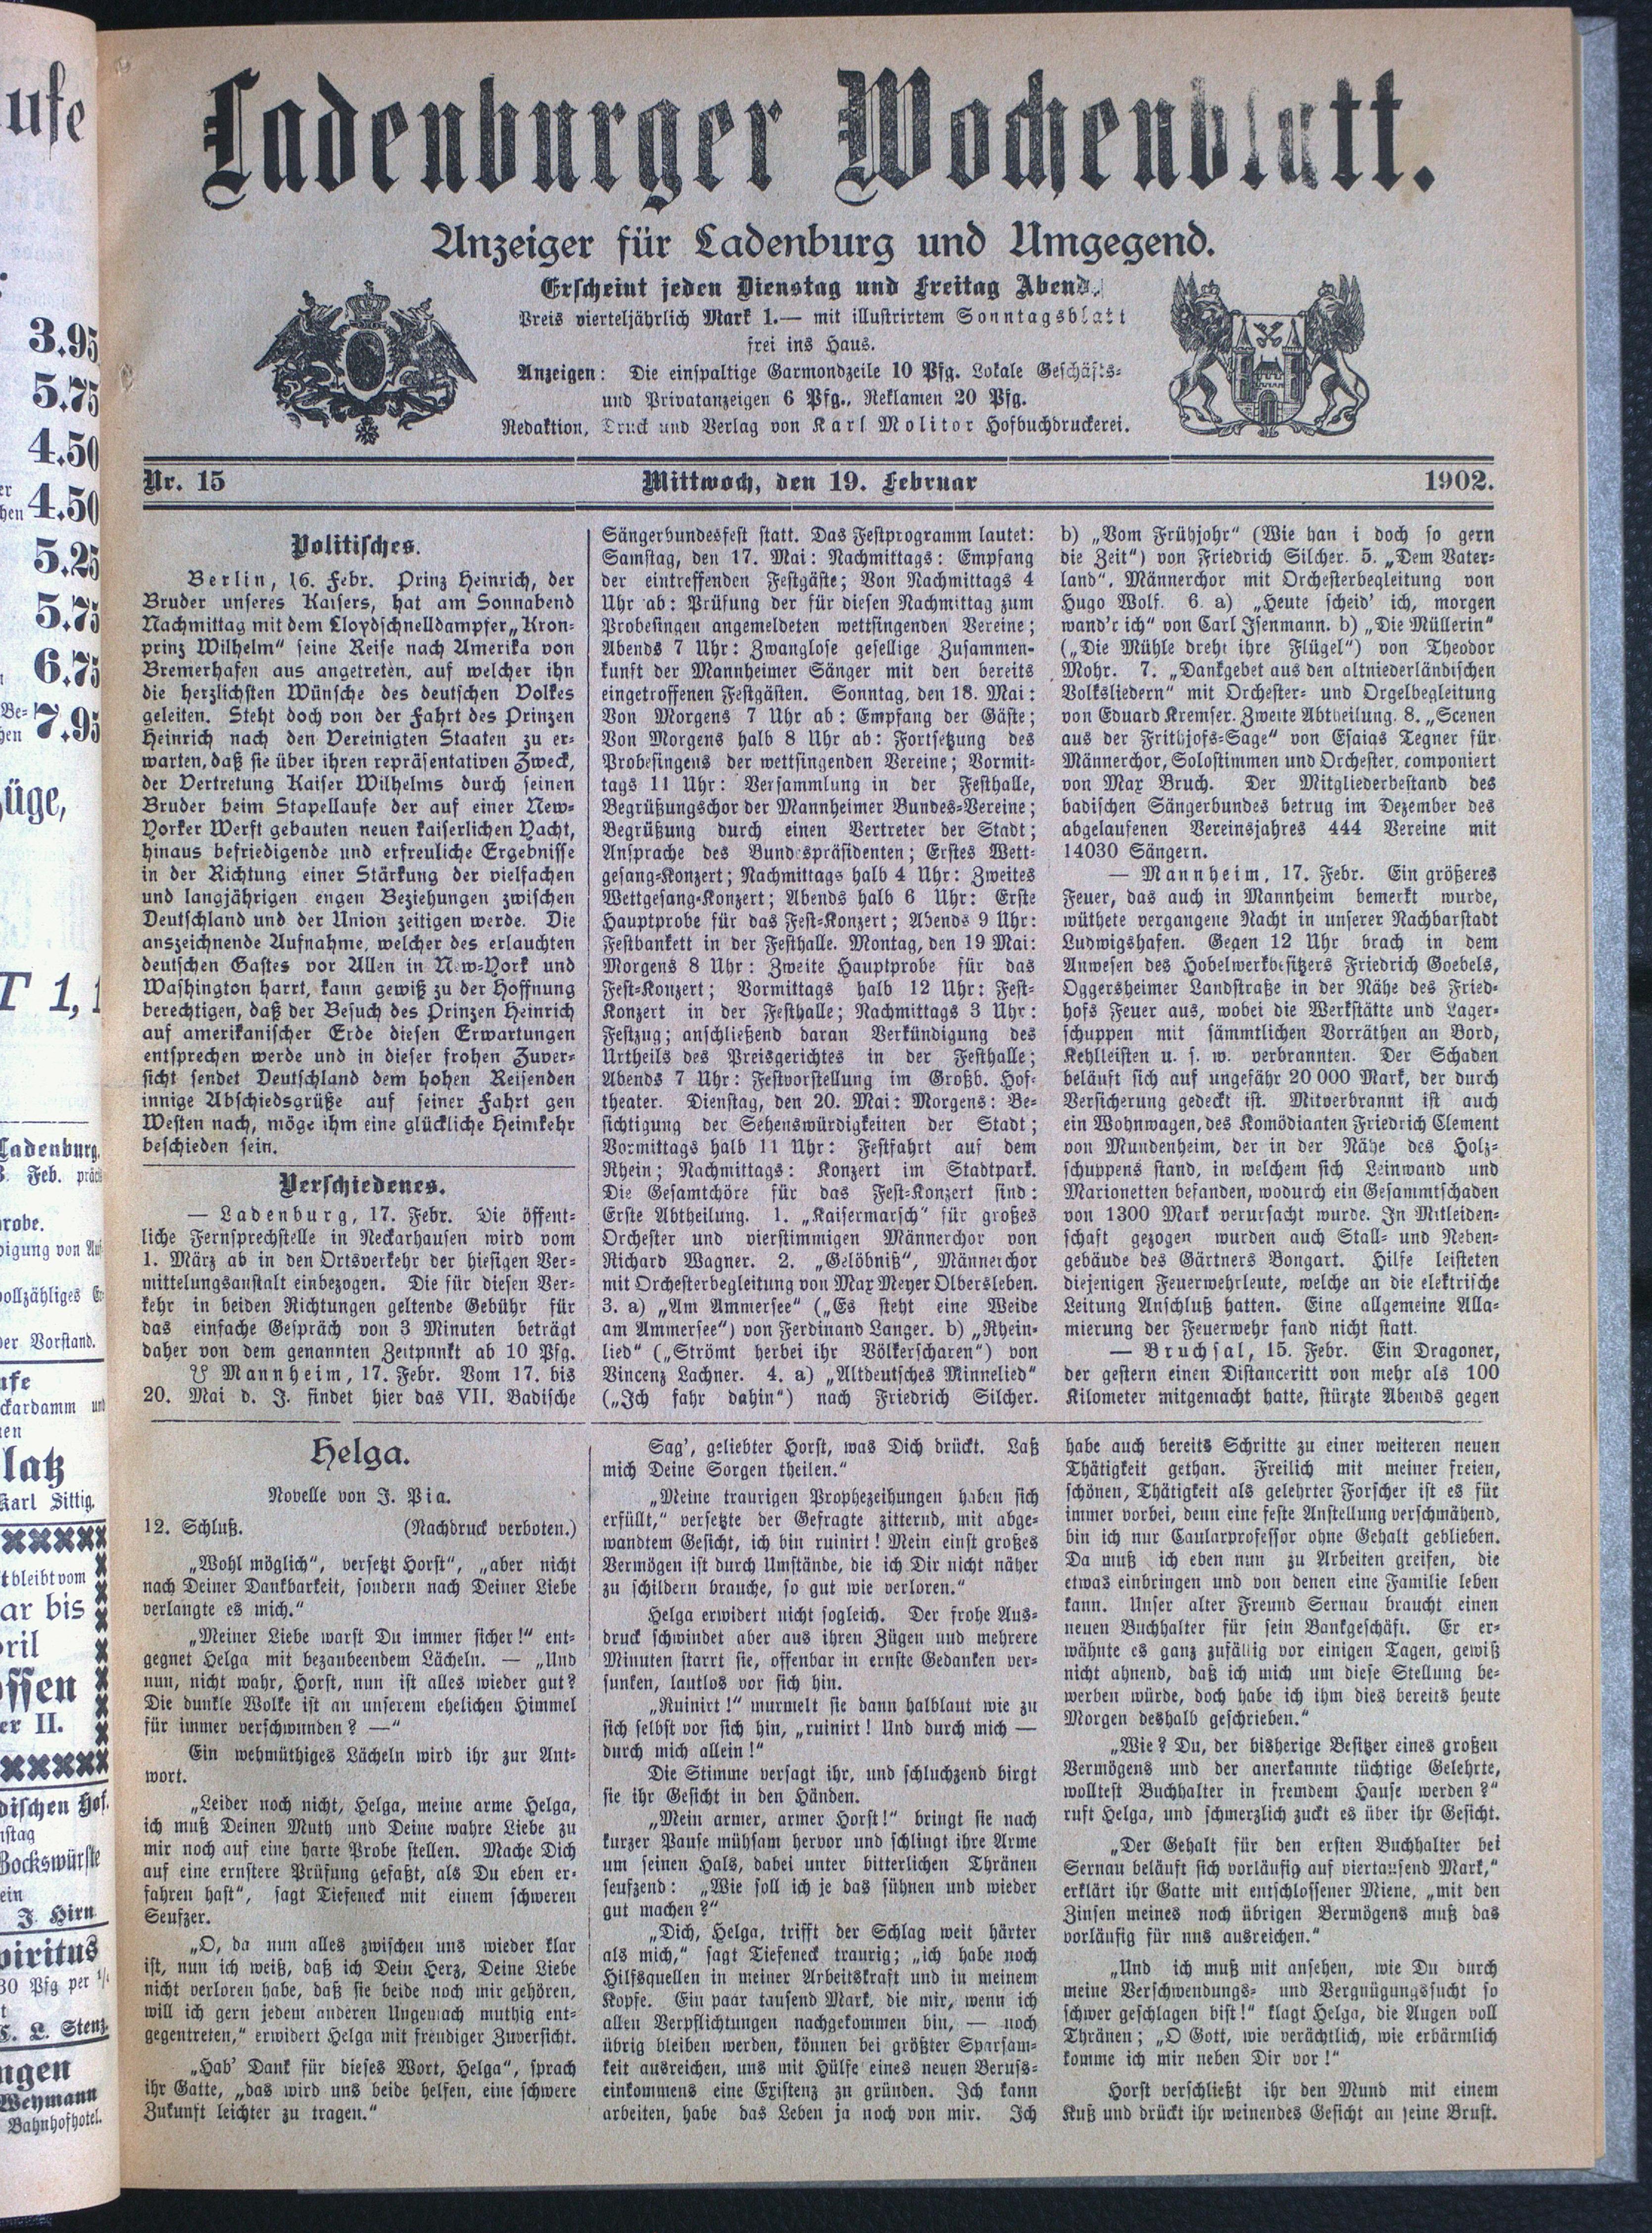 Ladenburger Wochenblatt.
Anzeiger für Ladenburg und Umgegend.
Erscheint jeden Dienstag und Freitag Abend.
Preis vierteljährlich Mark 1.— mit illustrirtem Sonntagsblatt
frei ins Haus.
Anzeigen: Die einspaltige Garmondzeile 10 Pfg. Lokale Geschäfts-
und Privatanzeigen 6 Pfg., Reklamen 20 Pfg.
Redaktion, Druck und Verlag von Karl Molitor Hofbuchdruckerei.
Nr. 15 Mittwoch, den 19. Februar 1902.
Politisches.
Berlin, 16. Febr. Prinz Heinrich, der
Bruder unseres Kaisers, hat am Sonnabend
Nachmittag mit dem Lloydschnelldampfer „Kron-
prinz Wilhelm“ seine Reise nach Amerika von
Bremerhafen aus angetreten, auf welcher ihn
die herzlichsten Wünsche des deutschen Volkes
geleiten. Steht doch von der Fahrt des Prinzen
Heinrich nach den Vereinigten Staaten zu er-
warten, daß sie über ihren repräsentativen Zweck,
der Vertretung Kaiser Wilhelms durch seinen
Bruder beim Stapellaufe der auf einer New-
Yorker Werft gebauten neuen kaiserlichen Yacht,
hinaus befriedigende und erfreuliche Ergebnisse
in der Richtung einer Stärkung der vielfachen
und langjährigen engen Beziehungen zwischen
Deutschland und der Union zeitigen werde. Die
anszeichnende Aufnahme, welcher des erlauchten
deutschen Gastes vor Allen in New-York und
Washington harrt, kann gewiß zu der Hoffnung
berechtigen, daß der Besuch des Prinzen Heinrich
auf amerikanischer Erde diesen Erwartungen
entsprechen werde und in dieser frohen Zuver-
sicht sendet Deutschland dem hohen Reisenden
innige Abschiedsgrüße auf seiner Fahrt gen
Westen nach, möge ihm eine glückliche Heimkehr
beschieden sein.
Verschiedenes.
— Ladenburg, 17. Febr. Die öffent-
liche Fernsprechstelle in Neckarhausen wird vom
1. März ab in den Ortsverkehr der hiesigen Ver-
mittelungsanstalt einbezogen. Die für diesen Ver-
kehr in beiden Richtungen geltende Gebühr für
das einfache Gespräch von 3 Minuten beträgt
daher von dem genannten Zeitpnnkt ab 10 Pfg.
Mannheim, 17. Febr. Vom 17. bis
20. Mai d. J. findet hier das VII. Badische
Sängerbundesfest statt. Das Festprogramm lautet:
Samstag, den 17. Mai: Nachmittags: Empfang
der eintreffenden Festgäste; Von Nachmittags 4
Uhr ab: Prüfung der für diesen Nachmittag zum
Probesingen angemeldeten wettsingenden Vereine;
Abends 7 Uhr: Zwanglose gesellige Zusammen-
kunft der Mannheimer Sänger mit den bereits
eingetroffenen Festgästen. Sonntag, den 18. Mai:
Von Morgens 7 Uhr ab: Empfang der Gäste;
Von Morgens halb 8 Uhr ab: Fortsetzung des
Probesingens der wettsingenden Vereine; Vormit-
tags 11 Uhr: Versammlung in der Festhalle,
Begrüßungschor der Mannheimer Bundes-Vereine;
Begrüßung durch einen Vertreter der Stadt;
Ansprache des Bundespräsidenten; Erstes Wett-
gesang-Konzert; Nachmittags halb 4 Uhr: Zweites
Wettgesang-Konzert; Abends halb 6 Uhr: Erste
Hauptprobe für das Fest-Konzert; Abends 9 Uhr:
Festbankett in der Festhalle. Montag, den 19 Mai:
Morgens 8 Uhr: Zweite Hauptprobe für das
Fest-Konzert; Vormittags halb 12 Uhr: Fest-
Konzert in der Festhalle; Nachmittags 3 Uhr:
Festzug; anschließend daran Verkündigung des
Urtheils des Preisgerichtes in der Festhalle;
Abends 7 Uhr: Festvorstellung im Großh. Hof-
theater. Dienstag, den 20. Mai: Morgens: Be-
sichtigung der Sehenswürdigkeiten der Stadt;
Vormittags halb 11 Uhr: Festfahrt auf dem
Rhein; Nachmittags: Konzert im Stadtpark.
Die Gesamtchöre für das Fest-Konzert sind:
Erste Abtheilung. 1. „Kaisermarsch“ für großes
Orchester und vierstimmigen Männerchor von
Richard Wagner. 2. „Gelöbniß“, Männerchor
mit Orchesterbegleitung von Max Meyer Olbersleben.
3. a) „Am Ammersee“ („Es steht eine Weide
am Ammersee“) von Ferdinand Langer. b) „Rhein-
lied“ („Strömt herbei ihr Völkerscharen“) von
Vincenz Lachner. 4. a) „Altdeutsches Minnelied“
(„Ich fahr dahin“) nach Friedrich Silcher.
b) „Vom Frühjohr“ (Wie han i doch so gern
die Zeit“) von Friedrich Silcher. 5. „Dem Vater-
land“, Männerchor mit Orchesterbegleitung von
Hugo Wolf. 6. a) „Heute scheid' ich, morgen
wand'r ich“ von Carl Isenmann. b) „Die Müllerin“
(„Die Mühle dreht ihre Flügel“) von Theodor
Mohr. 7. „Dankgebet aus den altniederländischen
Volksliedern“ mit Orchester- und Orgelbegleitung
von Eduard Kremser. Zweite Abtheilung. 8. „Scenen
aus der Frithjofs-Sage“ von Esaias Tegner für
Männerchor, Solostimmen und Orchester, componiert
von Max Bruch. Der Mitgliederbestand des
badischen Sängerbundes betrug im Dezember des
abgelaufenen Vereinsjahres 444 Vereine mit
14030 Sängern.
— Mannheim, 17. Febr. Ein größeres
Feuer, das auch in Mannheim bemerkt wurde,
wüthete vergangene Nacht in unserer Nachbarstadt
Ludwigshafen. Gegen 12 Uhr brach in dem
Anwesen des Hobelwerkbesitzers Friedrich Goebels,
Oggersheimer Landstraße in der Nähe des Fried-
hofs Feuer aus, wobei die Werkstätte und Lager-
schuppen mit sämmtlichen Vorräthen an Bord,
Kehlleisten u. s. w. verbrannten. Der Schaden
beläuft sich auf ungefähr 20 000 Mark, der durch
Versicherung gedeckt ist. Mitverbrannt ist auch
ein Wohnwagen, des Komödianten Friedrich Clement
von Mundenheim, der in der Nähe des Holz-
schuppens stand, in welchem sich Leinwand und
Marionetten befanden, wodurch ein Gesammtschaden
von 1300 Mark verursacht wurde. In Mitleiden-
schaft gezogen wurden auch Stall- und Neben-
gebäude des Gärtners Bongart. Hilfe leisteten
diejenigen Feuerwehrleute, welche an die elektrische
Leitung Anschluß hatten. Eine allgemeine Alla-
mierung der Feuerwehr fand nicht statt.
— Bruchsal, 15. Febr. Ein Dragoner,
der gestern einen Distanceritt von mehr als 100
Kilometer mitgemacht hatte, stürzte Abends gegen
Helga.
Novelle von J. Pia.
12. Schluß. (Nachdruck verboten.)
„Wohl möglich“, versetzt Horst“, „aber nicht
nach Deiner Dankbarkeit, sondern nach Deiner Liebe
verlangte es mich.“
„Meiner Liebe warst Du immer sicher!“ ent-
gegnet Helga mit bezaubeendem Lächeln. — „Und
nun, nicht wahr, Horst, nun ist alles wieder gut?
Die dunkle Wolke ist an unserem ehelichen Himmel
für immer verschwunden? —“
Ein wehmüthiges Lächeln wird ihr zur Ant-
wort.
„Leider noch nicht, Helga, meine arme Helga,
ich muß Deinen Muth und Deine wahre Liebe zu
mir noch auf eine harte Probe stellen. Mache Dich
auf eine ernstere Prüfung gefaßt, als Du eben er-
fahren hast“, sagt Tiefeneck mit einem schweren
Seufzer.
„O, da nun alles zwischen uns wieder klar
ist, nun ich weiß, daß ich Dein Herz, Deine Liebe
nicht verloren habe, daß sie beide noch mir gehören,
will ich gern jedem anderen Ungemach muthig ent-
gegentreten,“ erwidert Helga mit freudiger Zuversicht.
„Hab' Dank für dieses Wort, Helga“, sprach
ihr Gatte, „das wird uns beide helfen, eine schwere
Zukunft leichter zu tragen.“
Sag', geliebter Horst, was Dich drückt. Laß
mich Deine Sorgen theilen.“
„Meine traurigen Prophezeihungen haben sich
erfüllt,“ versetzte der Gefragte zitternd, mit abge-
wandtem Gesicht, ich bin ruinirt! Mein einst großes
Vermögen ist durch Umstände, die ich Dir nicht näher
zu schildern brauche, so gut wie verloren.“
Helga erwidert nicht sogleich. Der frohe Aus-
druck schwindet aber aus ihren Zügen und mehrere
Minuten starrt sie, offenbar in ernste Gedanken ver-
sunken, lautlos vor sich hin.
„Ruinirt!“ murmelt sie dann halblaut wie zu
sich selbst vor sich hin, „ruinirt! Und durch mich —
durch mich allein!“
Die Stimme versagt ihr, und schluchzend birgt
sie ihr Gesicht in den Händen.
„Mein armer, armer Horst!“ bringt sie nach
kurzer Pause mühsam hervor und schlingt ihre Arme
um seinen Hals, dabei unter bitterlichen Thränen
seufzend: „Wie soll ich je das sühnen und wieder
gut machen?“
„Dich, Helga, trifft der Schlag weit härter
als mich,“ sagt Tiefeneck traurig; „ich habe noch
Hilfsquellen in meiner Arbeitskraft und in meinem
Kopfe. Ein paar tausend Mark, die mir, wenn ich
allen Verpflichtungen nachgekommen bin, — noch
übrig bleiben werden, können bei größter Sparsam-
keit ausreichen, uns mit Hülfe eines neuen Berufs-
einkommens eine Existenz zu gründen. Ich kann
arbeiten, habe das Leben ja noch von mir. Ich
habe auch bereits Schritte zu einer weiteren neuen
Thätigkeit gethan. Freilich mit meiner freien,
schönen, Thätigkeit als gelehrter Forscher ist es für
immer vorbei, denn eine feste Anstellung verschmähend,
bin ich nur Caularprofessor ohne Gehalt geblieben.
Da muß ich eben nun zu Arbeiten greifen, die
etwas einbringen und von denen eine Familie leben
kann. Unser alter Freund Sernau braucht einen
neuen Buchhalter für sein Bankgeschäft. Er er-
wähnte es ganz zufällig vor einigen Tagen, gewiß
nicht ahnend, daß ich mich um diese Stellung be-
werben würde, doch habe ich ihm dies bereits heute
Morgen deshalb geschrieben.“
„Wie? Du, der bisherige Besitzer eines großen
Vermögens und der anerkannte tüchtige Gelehrte,
wolltest Buchhalter in fremdem Hause werden?“
ruft Helga, und schmerzlich zuckt es über ihr Gesicht.
„Der Gehalt für den ersten Buchhalter bei
Sernau beläuft sich vorläufig auf viertausend Mark,“
erklärt ihr Gatte mit entschlossener Miene, „mit den
Zinsen meines noch übrigen Vermögens muß das
vorläufig für nns ausreichen.“
„Und ich muß mit ansehen, wie Du durch
meine Verschwendungs- und Vergnügungssucht so
schwer geschlagen bist!“ klagt Helga, die Augen voll
Thränen; „O Gott, wie verächtlich, wie erbärmlich
komme ich mir neben Dir vor!“
Horst verschließt ihr den Mund mit einem
Kuß und drückt ihr weinendes Gesicht an seine Brust.
3.95
5.75
4.50
4.50
5.25
5.75
6.75
7.95
Ladenburg.
Feb.
robe.
digung von
vollzähliges
er Vorstand.
ckardamm und
latz
Karl Sittig.
t bleibt vom
ar bis
ril
er II.
dischen Hof.
Bockswürste
ein
J. Hirn
piritus
30 Pfg per
C. L. Stenz.
ngen
Weymann
Bahnhofhotel.